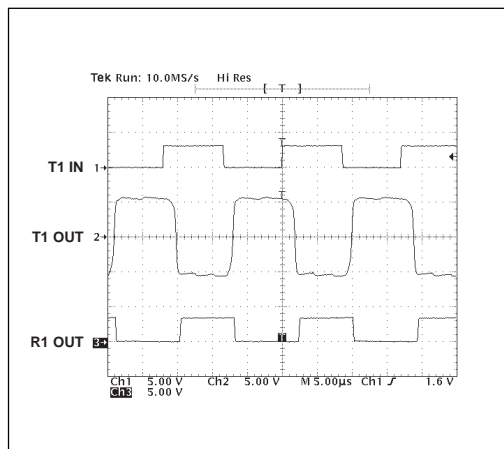 Tek Run: 10.0MS/s Hi Res
[ T ]
T
T1 IN 1
T
T1 OUT 2
R1 OUT 3
T
Ch1 5.00 V Ch2 5.00 V M 5.00µs Ch1 1.6 V
Ch3 5.00 V